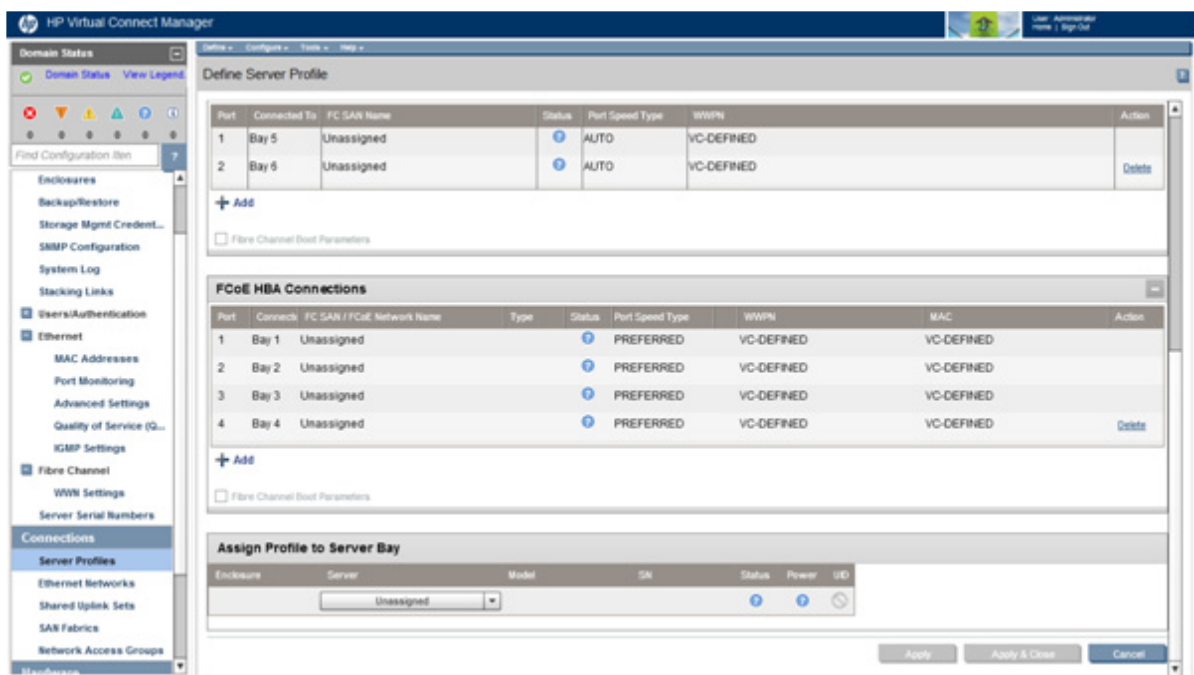 HP Virtual Connect Manager
User: Administrator
Home | Sign Out
Domain Status
Domain Status View Legend
Find Configuration Iten
?
Enclosures
Backup/Restore
Storage Mgmt Credent...
SNMP Configuration
System Log
Stacking Links
Users/Authentication
Ethernet
MAC Addresses
Port Monitoring
Advanced Settings
Quality of Service (Q...
IGMP Settings
Fibre Channel
WWN Settings
Server Serial Numbers
Connections
Server Profiles
Ethernet Networks
Shared Uplink Sets
SAN Fabrics
Network Access Groups
Hardware
Define Configure Tools Help
Define Server Profile
Port Connected To FC SAN Name Status Port Speed Type WWPN Action
1 Bay 5 Unassigned ? AUTO VC-DEFINED
2 Bay 6 Unassigned ? AUTO VC-DEFINED Delete
+ Add
Fibre Channel Boot Parameters
FCoE HBA Connections
Port Connecti FC SAN / FCoE Network Name Type Status Port Speed Type WWPN MAC Action
1 Bay 1 Unassigned ? PREFERRED VC-DEFINED VC-DEFINED
2 Bay 2 Unassigned ? PREFERRED VC-DEFINED VC-DEFINED
3 Bay 3 Unassigned ? PREFERRED VC-DEFINED VC-DEFINED
4 Bay 4 Unassigned ? PREFERRED VC-DEFINED VC-DEFINED Delete
+ Add
Fibre Channel Boot Parameters
Assign Profile to Server Bay
Enclosure Server Model SN Status Power UID
Unassigned ? ?
Apply Apply & Close Cancel